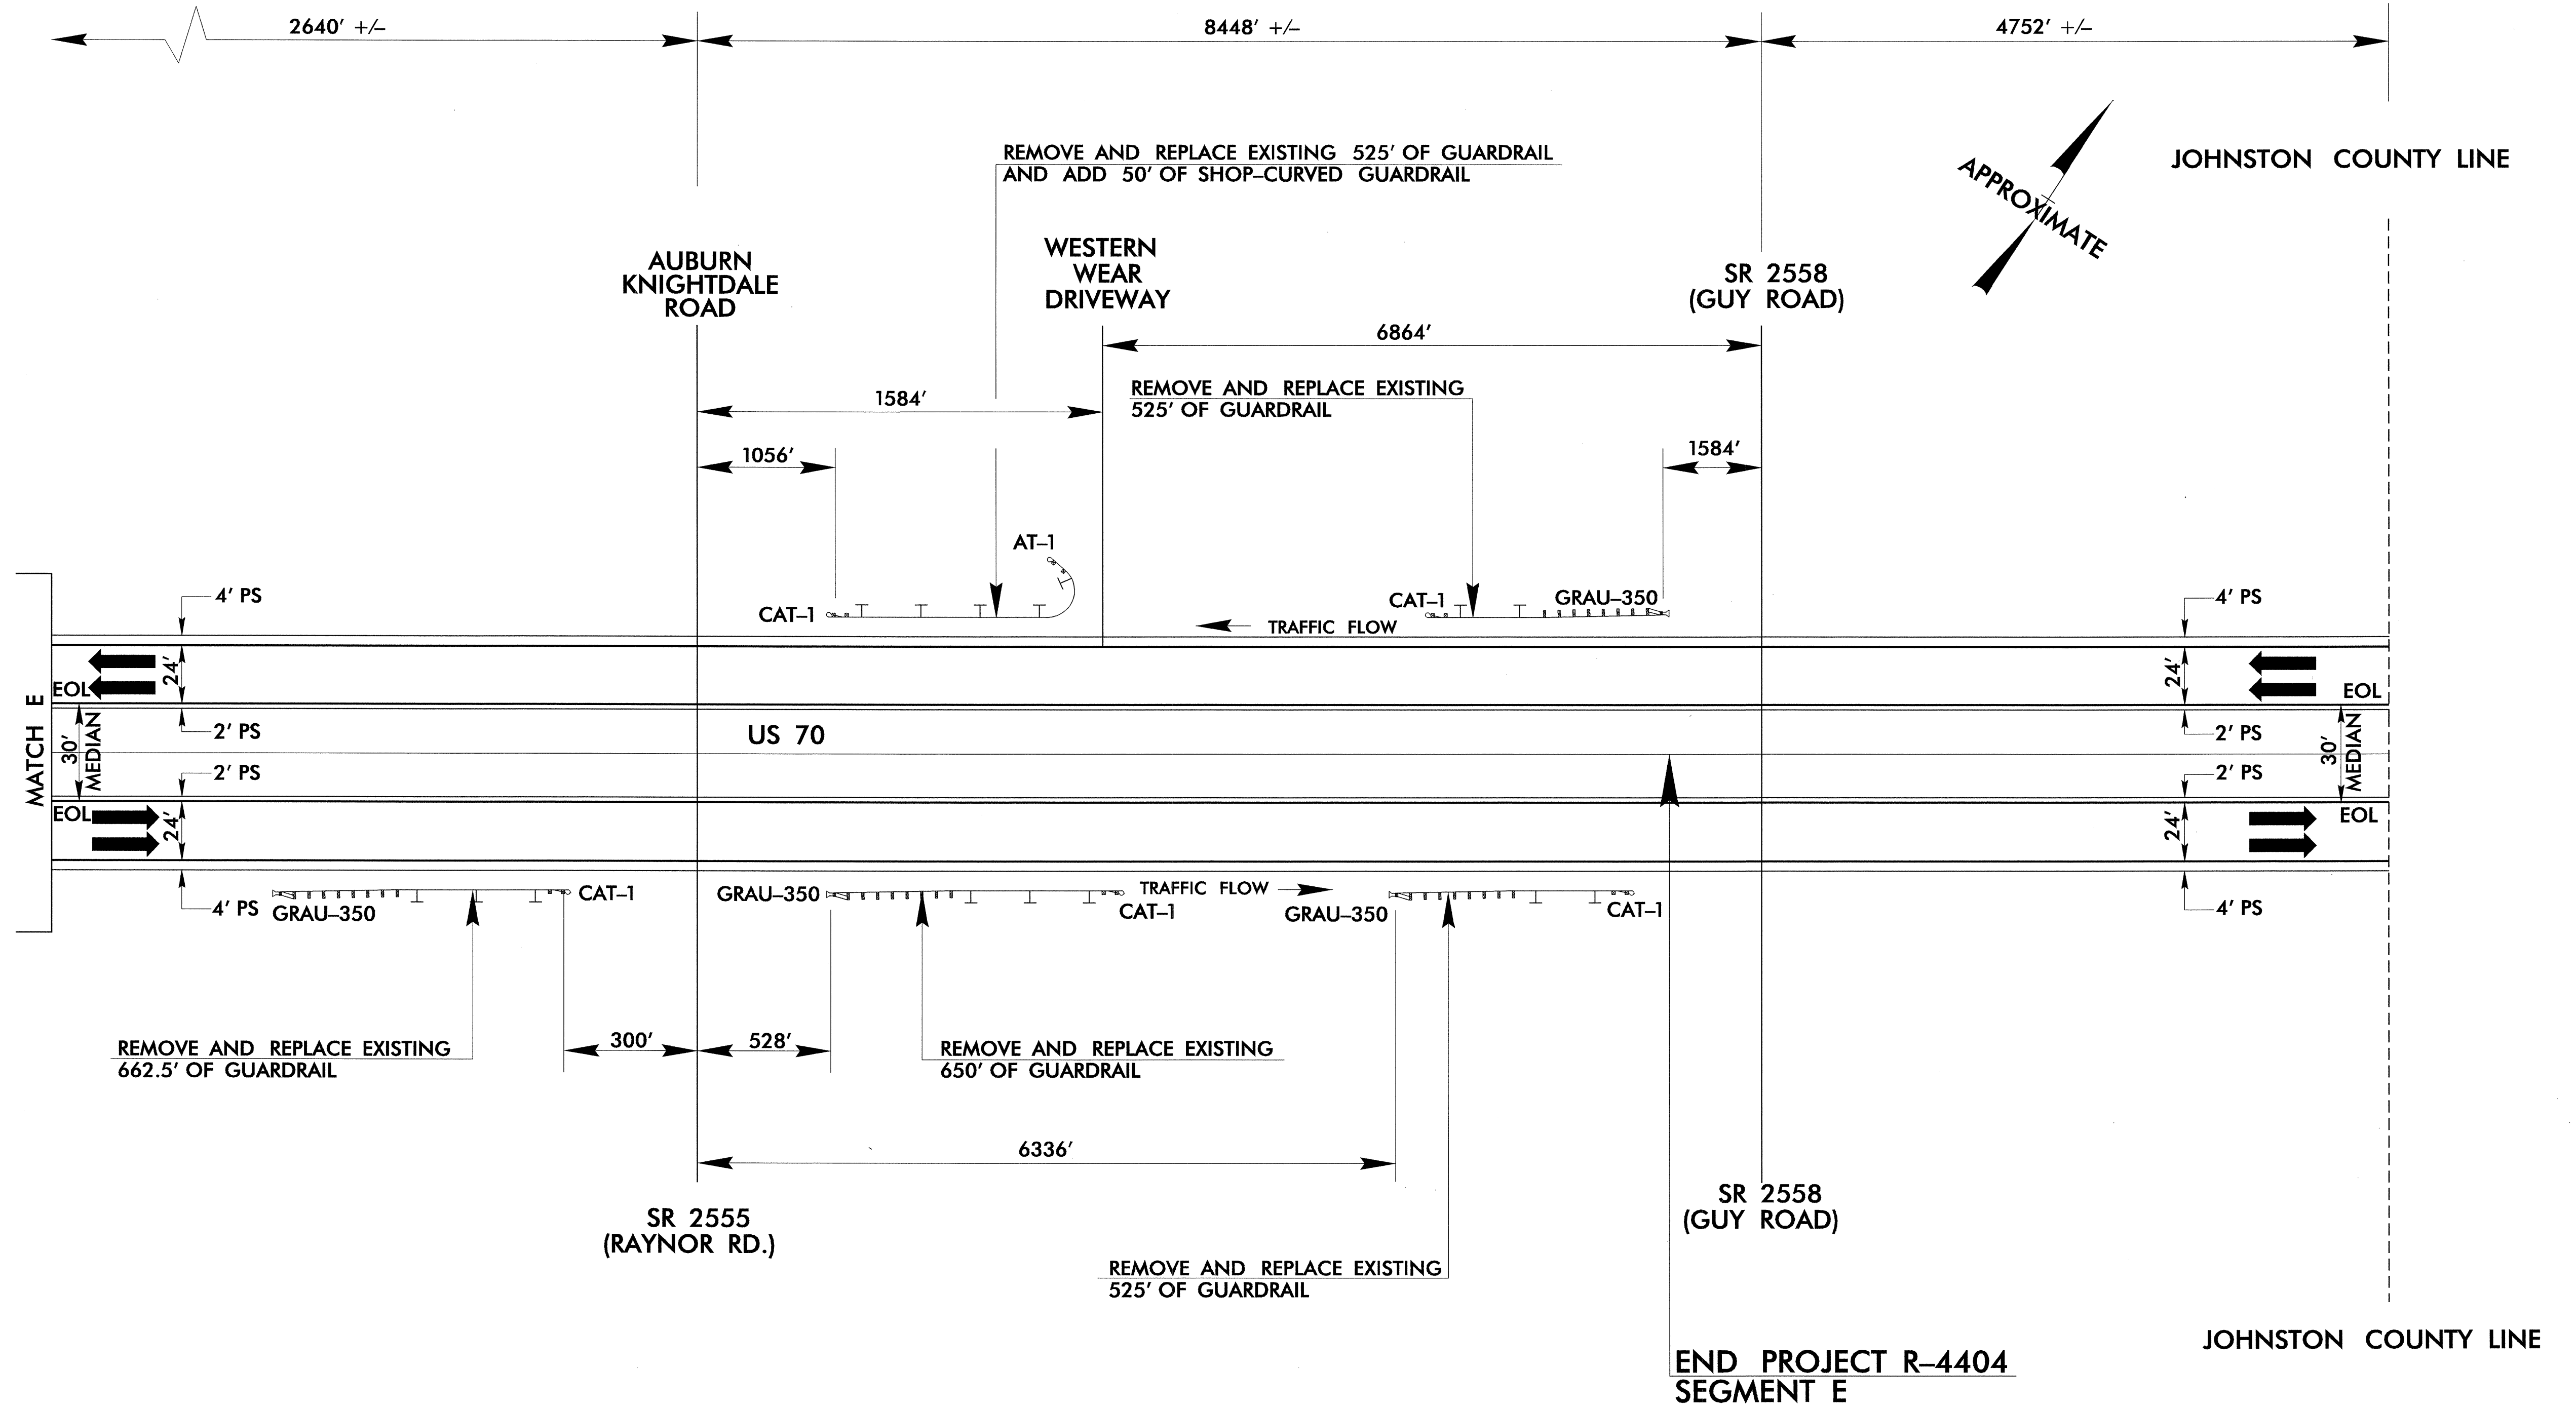 2640' +/–
8448' +/–
4752' +/–
REMOVE AND REPLACE EXISTING 525' OF GUARDRAIL
AND ADD 50' OF SHOP–CURVED GUARDRAIL
APPROXIMATE
JOHNSTON COUNTY LINE
AUBURN
KNIGHTDALE
ROAD
WESTERN
WEAR
DRIVEWAY
SR 2558
(GUY ROAD)
6864'
1584'
REMOVE AND REPLACE EXISTING
525' OF GUARDRAIL
1056'
1584'
AT–1
CAT–1
CAT–1
GRAU–350
TRAFFIC FLOW
4' PS
4' PS
24'
24'
EOL
EOL
MATCH E
30'
MEDIAN
2' PS
2' PS
US 70
2' PS
2' PS
30'
MEDIAN
EOL
EOL
24'
24'
4' PS
GRAU–350
CAT–1
GRAU–350
CAT–1
TRAFFIC FLOW
GRAU–350
CAT–1
4' PS
REMOVE AND REPLACE EXISTING
662.5' OF GUARDRAIL
300'
528'
REMOVE AND REPLACE EXISTING
650' OF GUARDRAIL
6336'
SR 2555
(RAYNOR RD.)
SR 2558
(GUY ROAD)
REMOVE AND REPLACE EXISTING
525' OF GUARDRAIL
END PROJECT R–4404
SEGMENT E
JOHNSTON COUNTY LINE